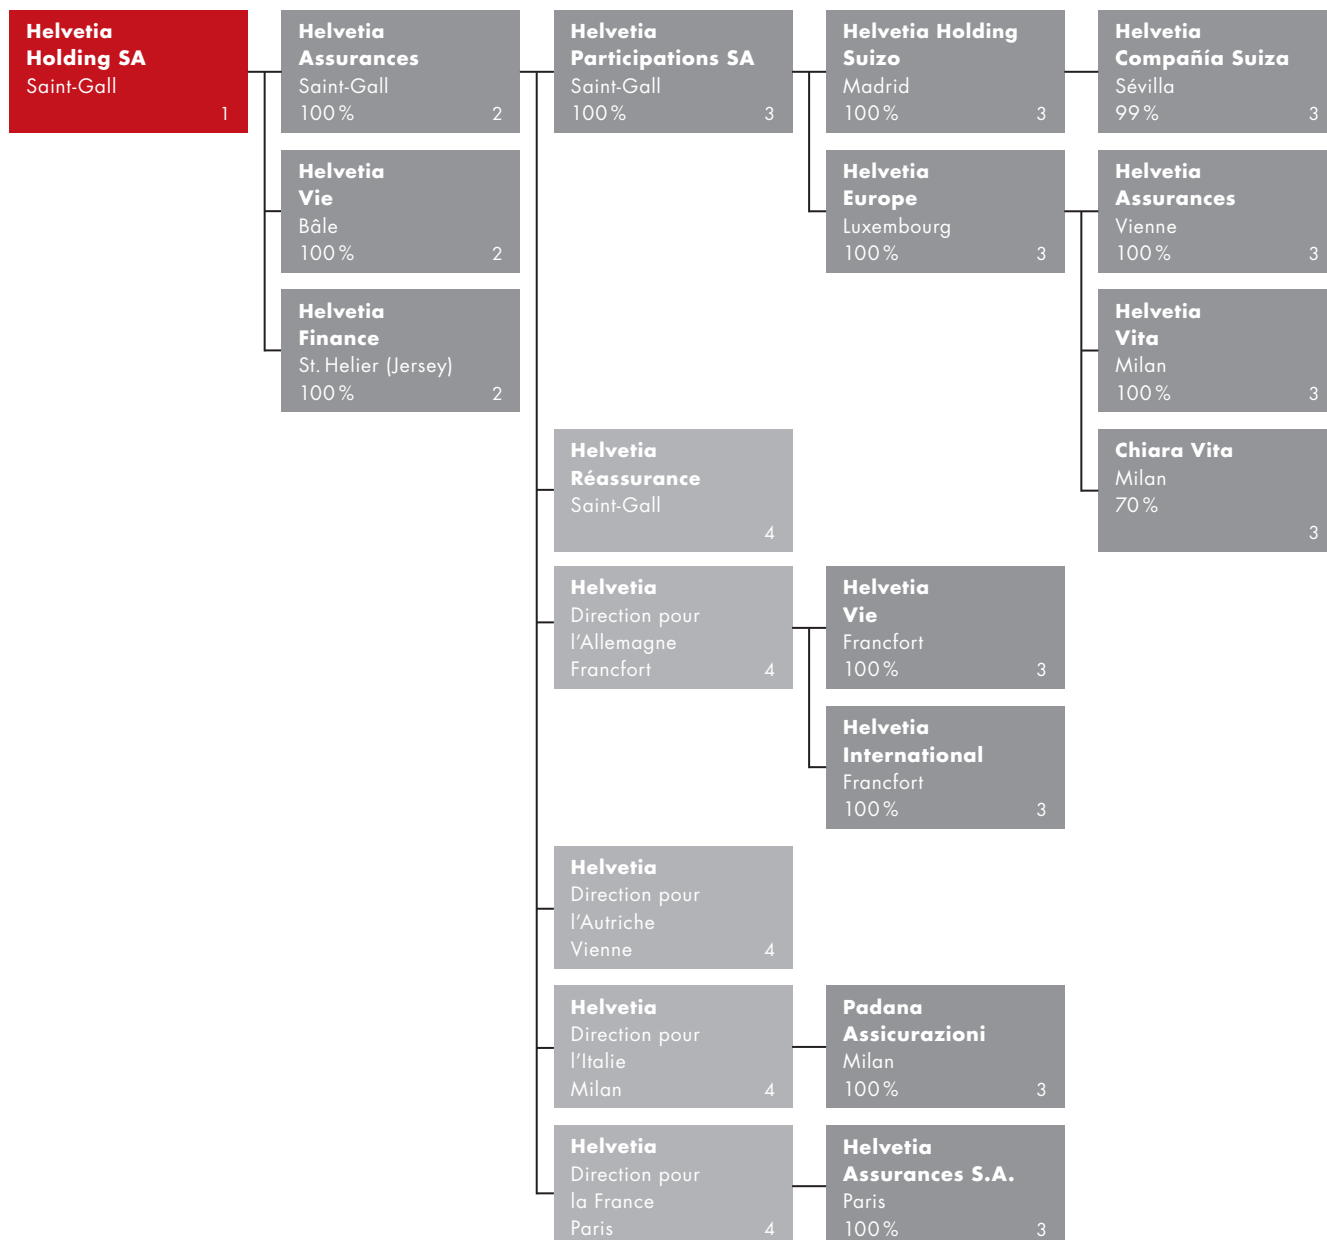 Helvetia
Holding SA
Saint-Gall
1
Helvetia
Assurances
Saint-Gall
100 % 2
Helvetia
Participations SA
Saint-Gall
100 % 3
Helvetia Holding
Suizo
Madrid
100 % 3
Helvetia
Compañía Suiza
Sévilla
99 % 3
Helvetia
Vie
Bâle
100 % 2
Helvetia
Europe
Luxembourg
100 % 3
Helvetia
Assurances
Vienne
100 % 3
Helvetia
Finance
St. Helier (Jersey)
100 % 2
Helvetia
Vita
Milan
100 % 3
Helvetia
Réassurance
Saint-Gall
4
Chiara Vita
Milan
70 %
3
Helvetia
Direction pour
l’Allemagne
Francfort 4
Helvetia
Vie
Francfort
100 % 3
Helvetia
International
Francfort
100 % 3
Helvetia
Direction pour
l’Autriche
Vienne 4
Helvetia
Direction pour
l’Italie
Milan 4
Padana
Assicurazioni
Milan
100 % 3
Helvetia
Direction pour
la France
Paris 4
Helvetia
Assurances S.A.
Paris
100 % 3